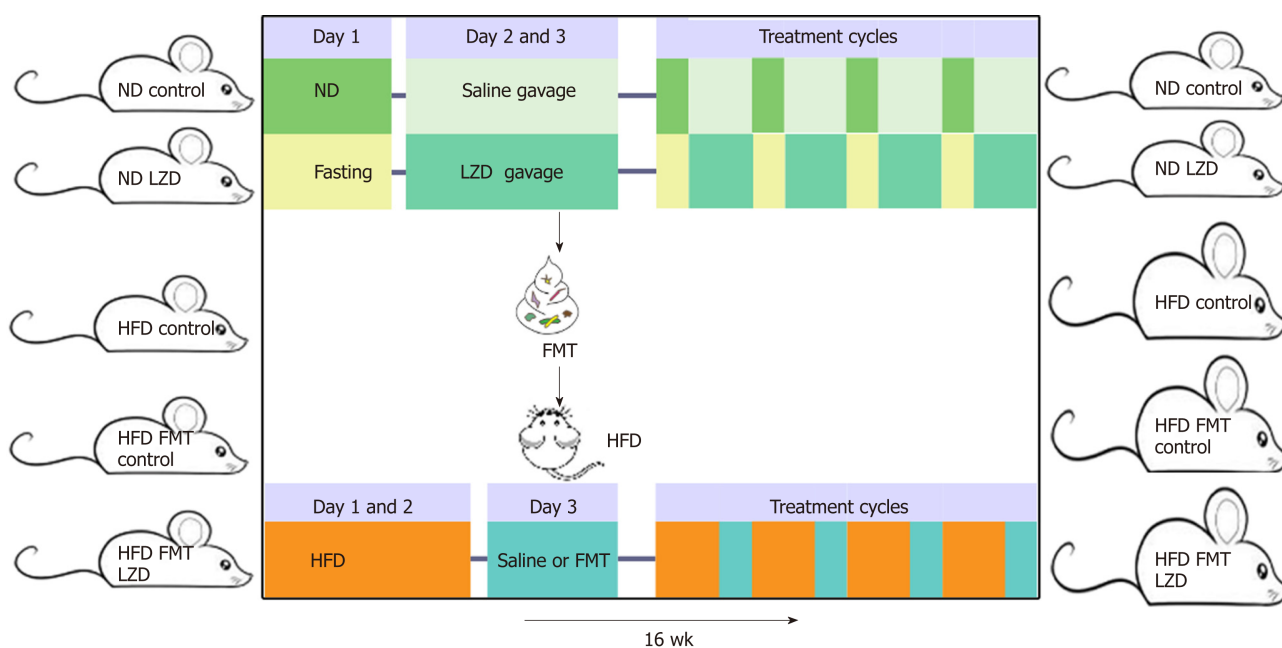 Day 1
Day 2 and 3
Treatment cycles
ND control
ND
Saline gavage
ND control
ND LZD
Fasting
LZD gavage
ND LZD
FMT
HFD control
HFD control
HFD
HFD FMT
control
HFD FMT
control
Day 1 and 2
Day 3
Treatment cycles
HFD FMT
LZD
HFD
Saline or FMT
HFD FMT
LZD
16 wk